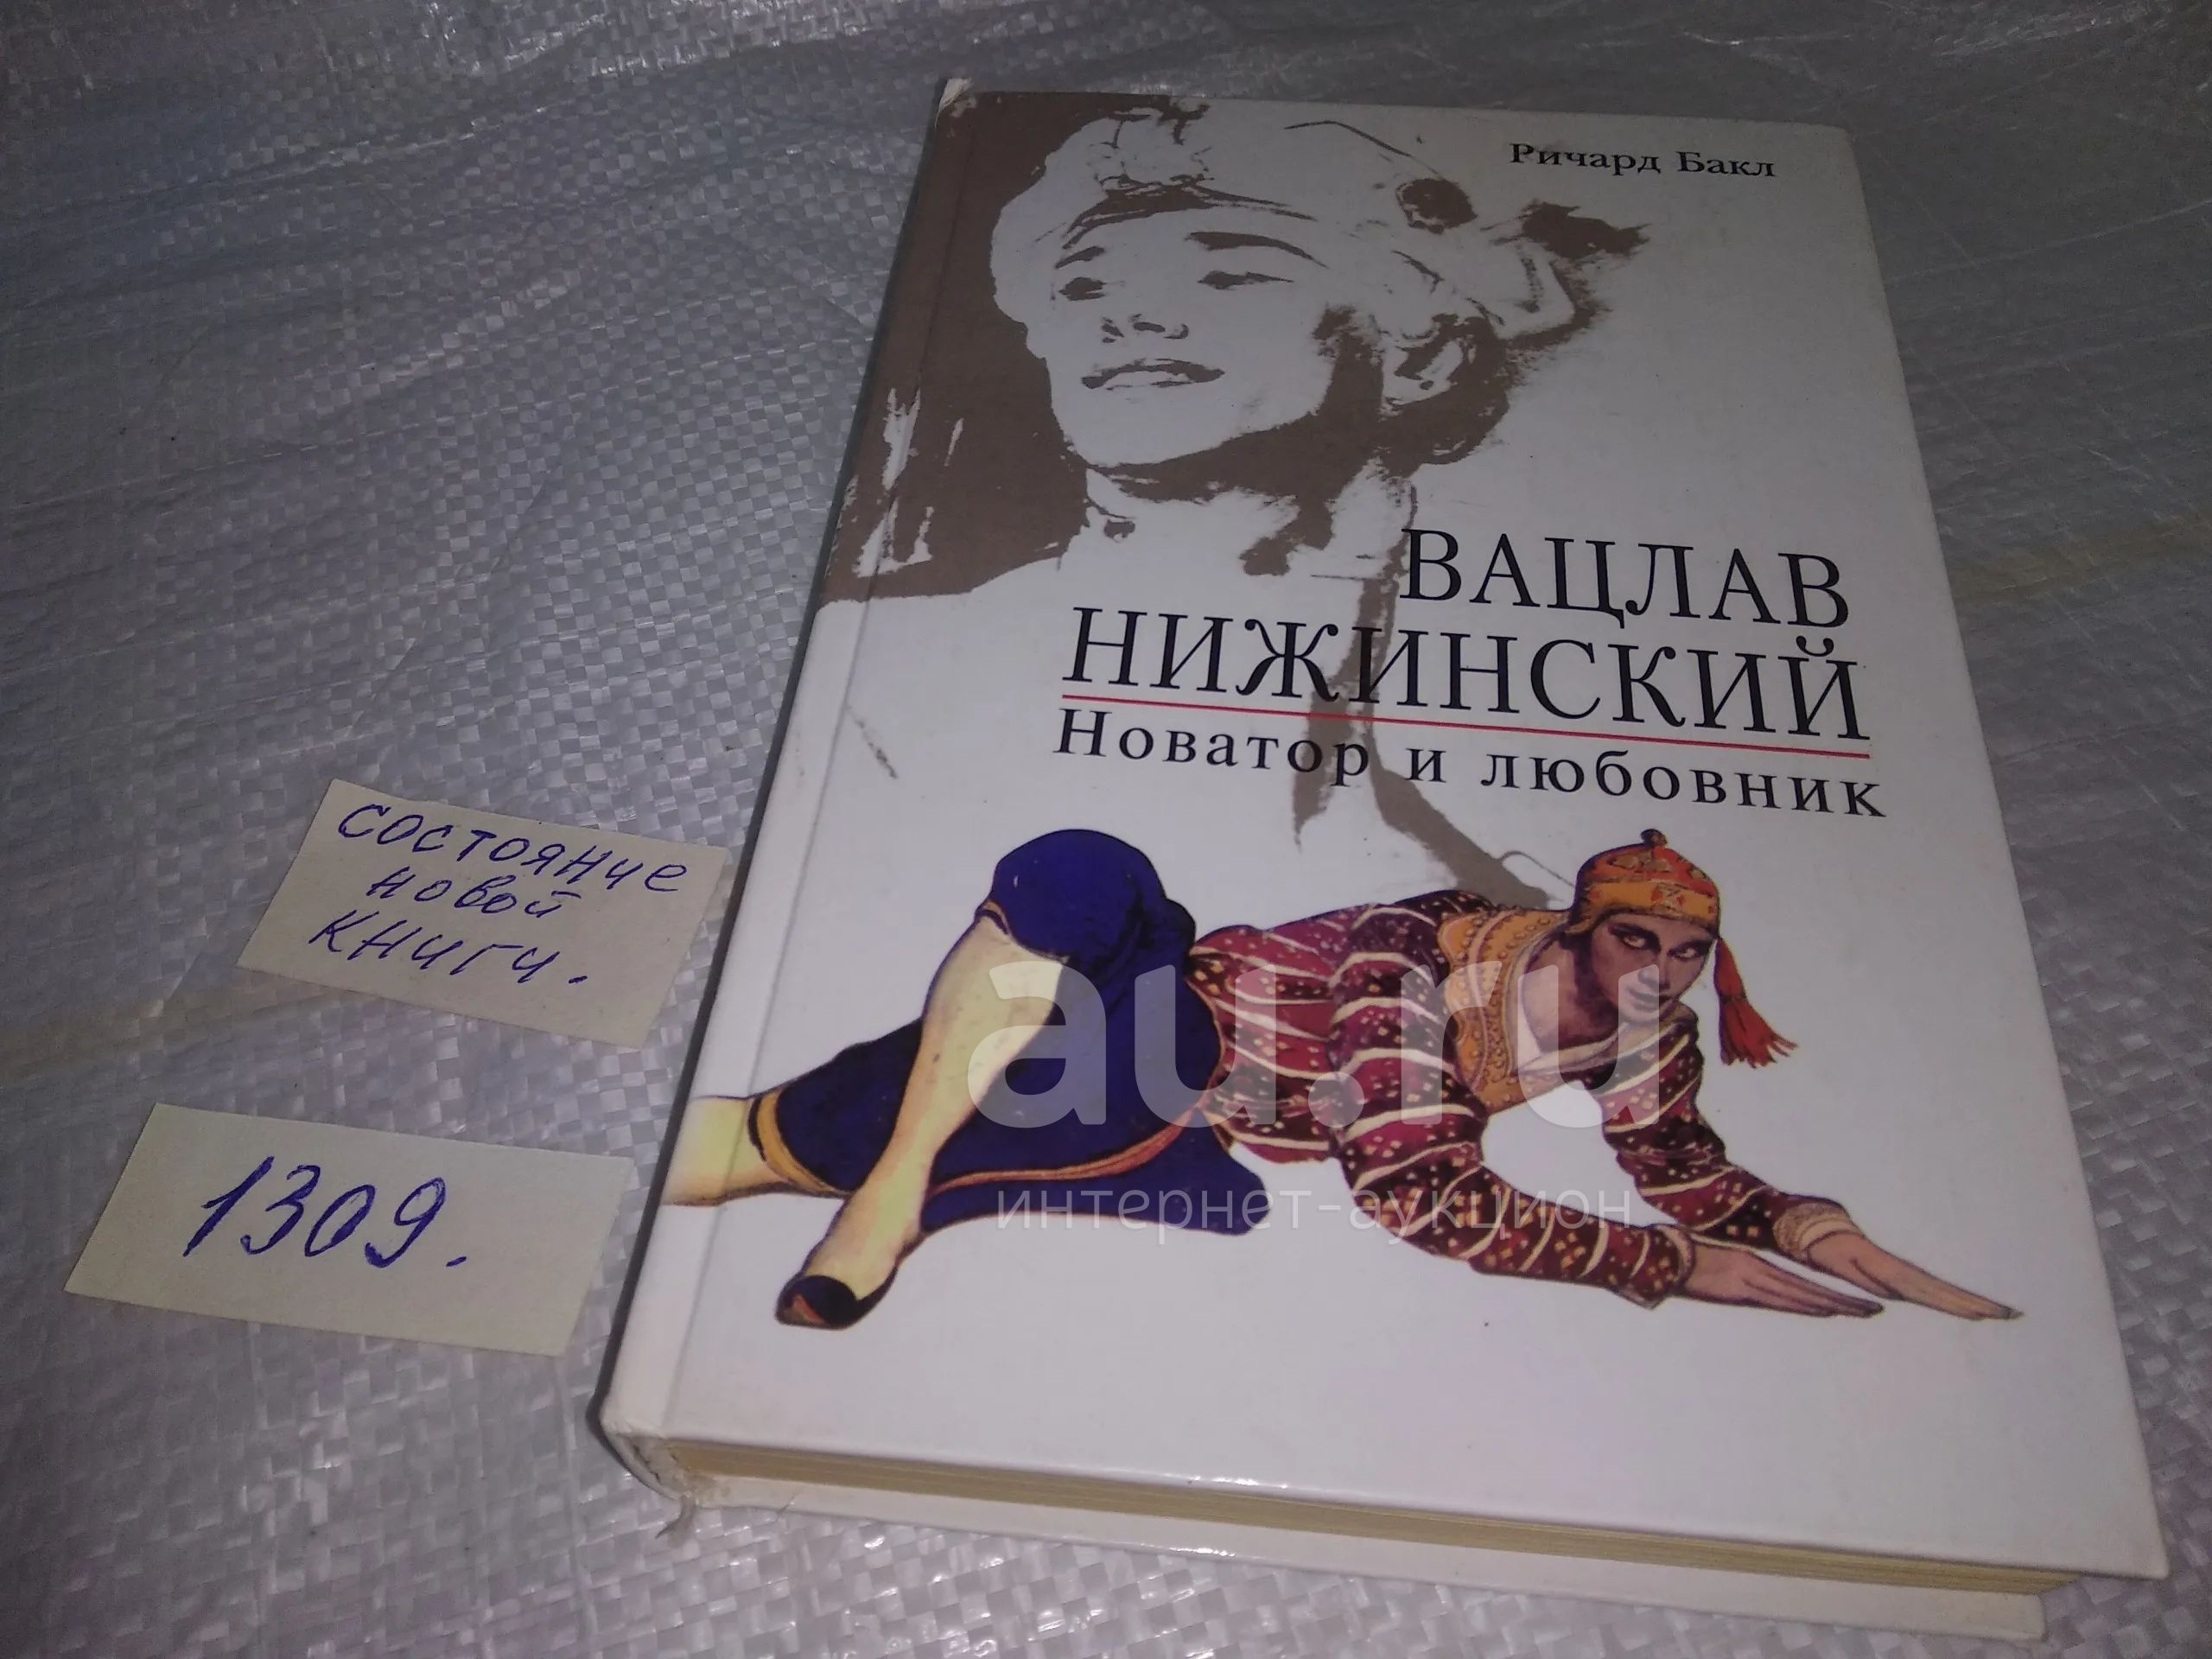 Ричард Бакл
ВАЦЛАВ
НИЖИНСКИЙ
Новатор и любовник
состояние
новой
книги.
1309.
au.ru
интернет-аукцион